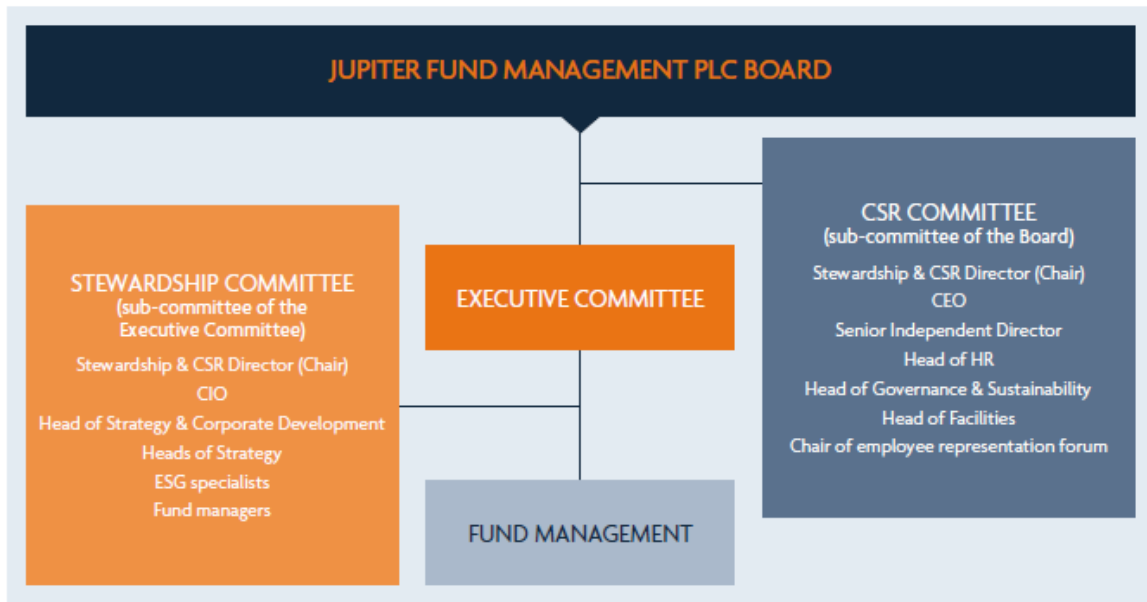 JUPITER FUND MANAGEMENT PLC BOARD
STEWARDSHIP COMMITTEE
(sub-committee of the
Executive Committee)
Stewardship & CSR Director (Chair)
CIO
Head of Strategy & Corporate Development
Heads of Strategy
ESG specialists
Fund managers
EXECUTIVE COMMITTEE
FUND MANAGEMENT
CSR COMMITTEE
(sub-committee of the Board)
Stewardship & CSR Director (Chair)
CEO
Senior Independent Director
Head of HR
Head of Governance & Sustainability
Head of Facilities
Chair of employee representation forum